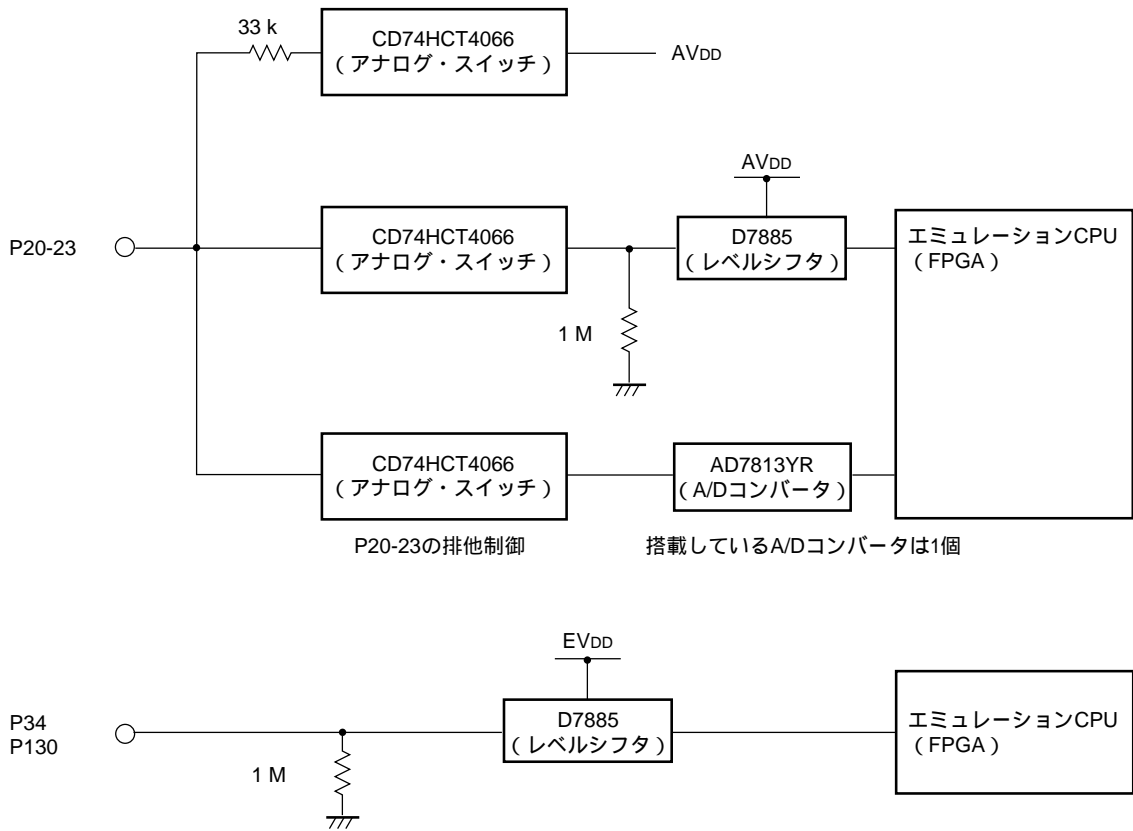 33 k
CD74HCT4066
（アナログ・スイッチ）
AVDD
AVDD
P20-23
CD74HCT4066
（アナログ・スイッチ）
D7885
（レベルシフタ）
エミュレーションCPU
（FPGA）
1 M
CD74HCT4066
（アナログ・スイッチ）
AD7813YR
（A/Dコンバータ）
P20-23の排他制御
搭載しているA/Dコンバータは1個
EVDD
P34
P130
D7885
（レベルシフタ）
エミュレーションCPU
（FPGA）
1 M